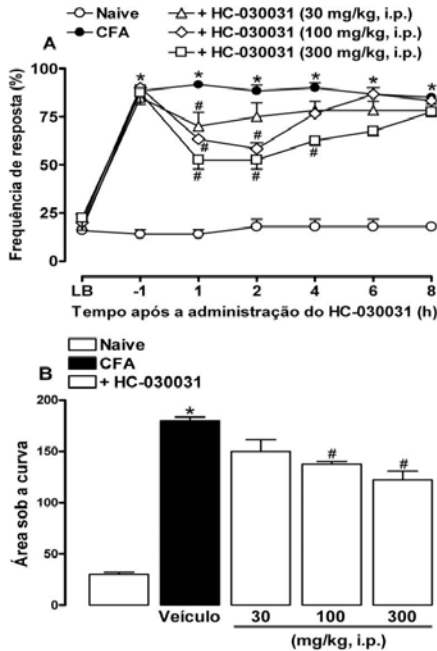 Naive
CFA
+ HC-030031 (30 mg/kg, i.p.)
+ HC-030031 (100 mg/kg, i.p.)
+ HC-030031 (300 mg/kg, i.p.)
A
Frequência de resposta (%)
100
75
50
25
0
* * * * * *
#
#
#
#
#
#
LB -1 1 2 4 6 8
Tempo após a administração do HC-030031 (h)
Naive
CFA
+ HC-030031
B
Área sob a curva
200
150
100
50
0
*
#
#
Veículo 30 100 300
(mg/kg, i.p.)